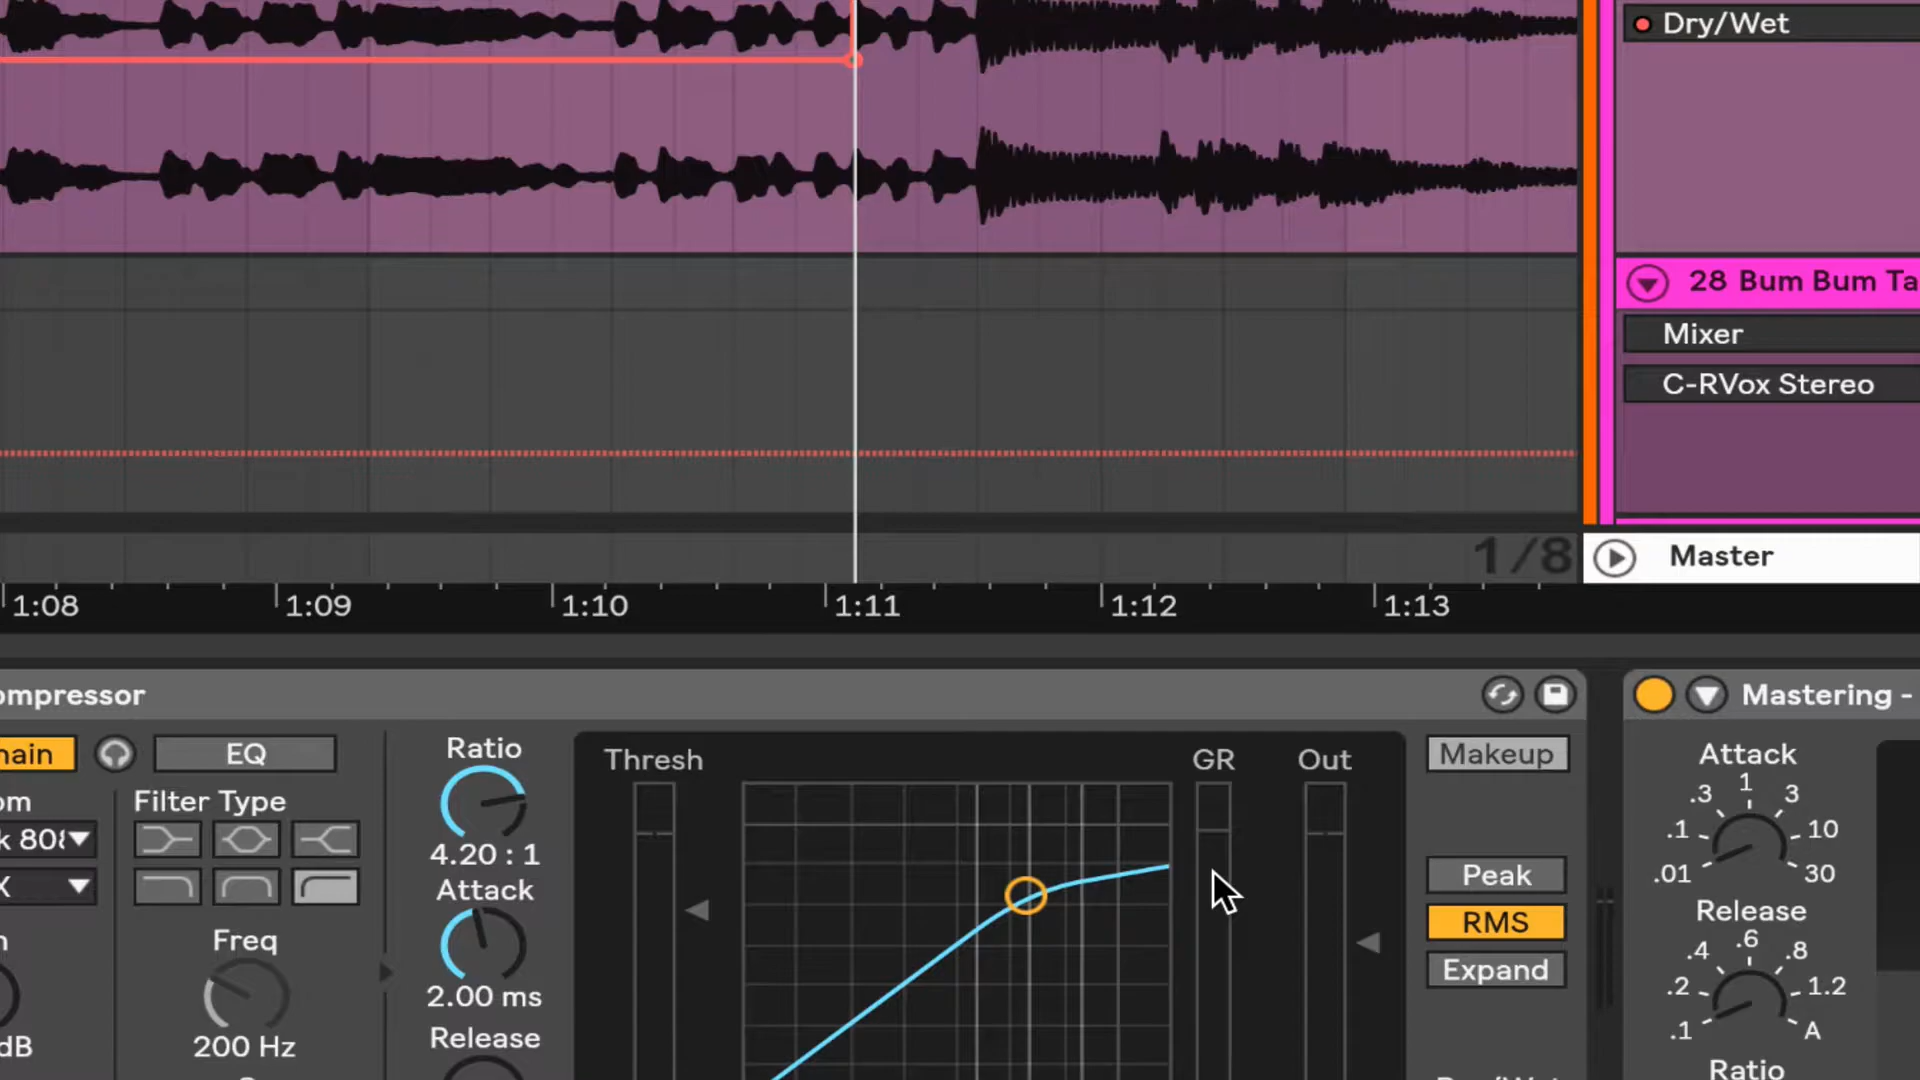 Dry/Wet
28 Bum Bum Ta
Mixer
C-RVox Stereo
1/8
Master
1:08 1:09 1:10 1:11 1:12 1:13
ompressor
Mastering -
EQ
Filter Type
Freq
200 Hz
dB
Ratio
4.20 : 1
Attack
2.00 ms
Release
Thresh
GR
Out
Makeup
Peak
RMS
Expand
Attack
.01 .1 .3 1 3 10 30
Release
.1 .2 .4 .6 .8 1.2 A
Ratio